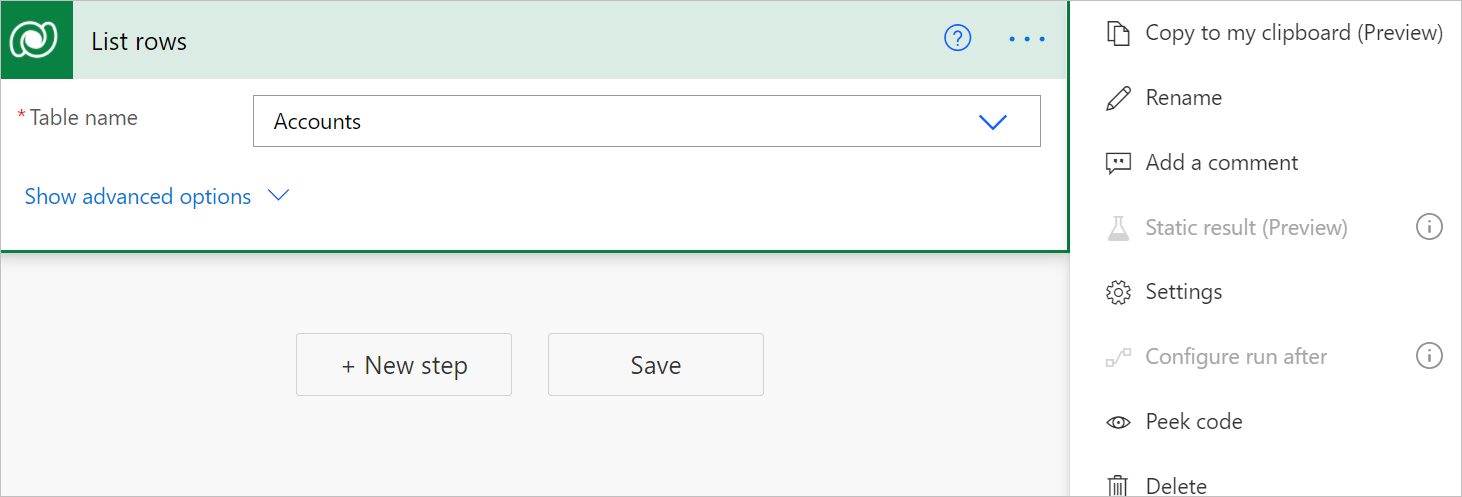 List rows
* Table name
Accounts
Show advanced options
+ New step
Save
Copy to my clipboard (Preview)
Rename
Add a comment
Static result (Preview)
Settings
Configure run after
Peek code
Delete